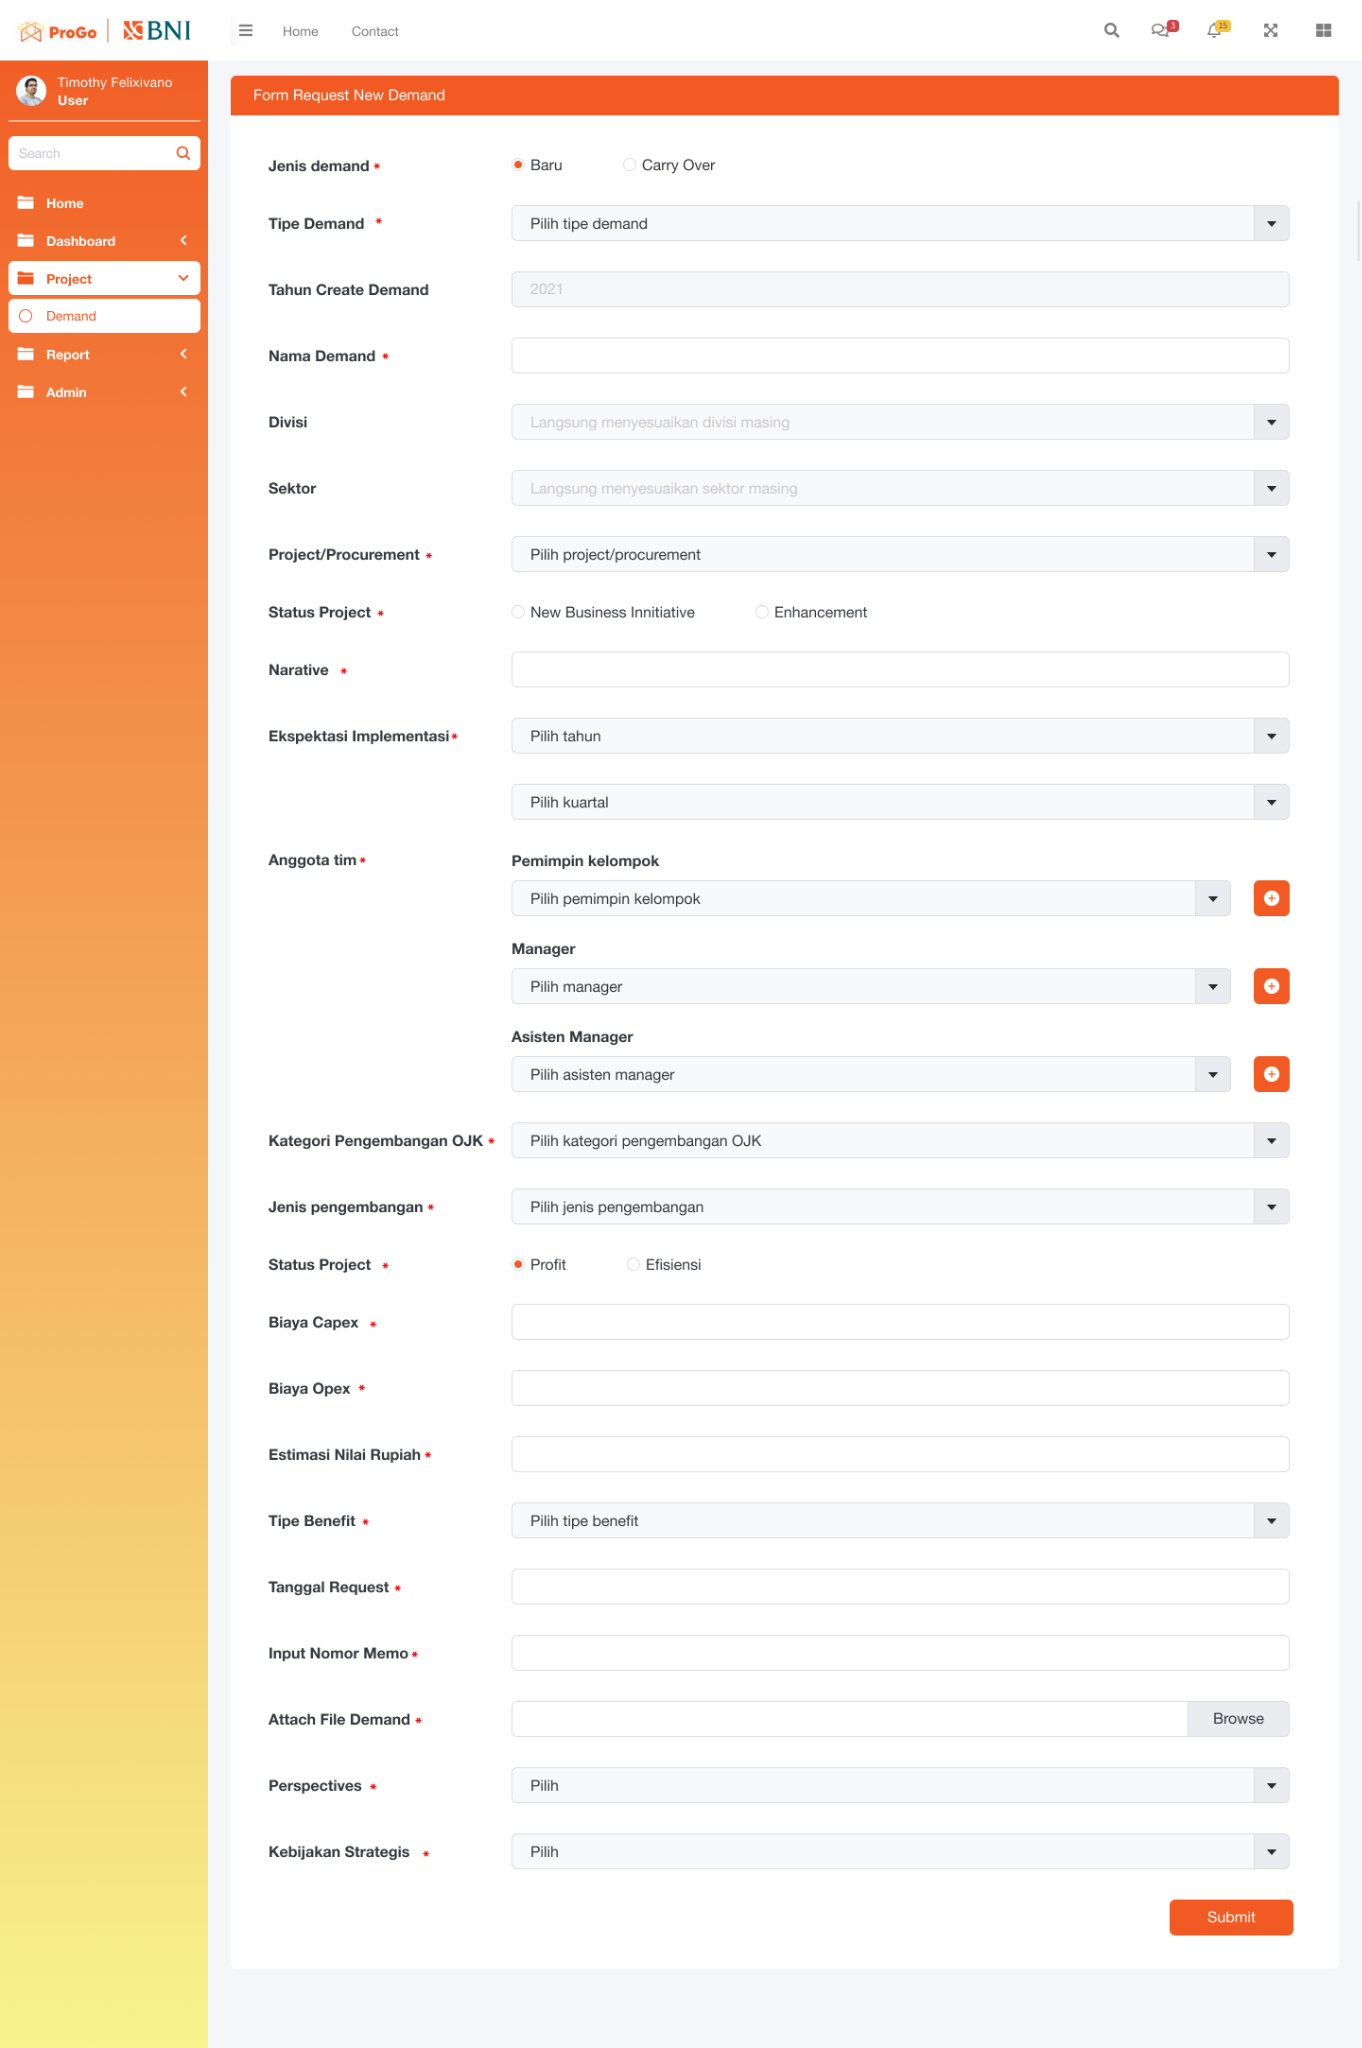 ProGo BNI Home Contact 3 15
Timothy Felixivano
User
Search
Home
Dashboard
Project
Demand
Report
Admin
Form Request New Demand
Jenis demand * Baru Carry Over
Tipe Demand * Pilih tipe demand
Tahun Create Demand 2021
Nama Demand *
Divisi Langsung menyesuaikan divisi masing
Sektor Langsung menyesuaikan sektor masing
Project/Procurement * Pilih project/procurement
Status Project * New Business Innitiative Enhancement
Narative *
Ekspektasi Implementasi* Pilih tahun
Pilih kuartal
Anggota tim * Pemimpin kelompok
Pilih pemimpin kelompok
Manager
Pilih manager
Asisten Manager
Pilih asisten manager
Kategori Pengembangan OJK * Pilih kategori pengembangan OJK
Jenis pengembangan * Pilih jenis pengembangan
Status Project * Profit Efisiensi
Biaya Capex *
Biaya Opex *
Estimasi Nilai Rupiah *
Tipe Benefit * Pilih tipe benefit
Tanggal Request *
Input Nomor Memo *
Attach File Demand * Browse
Perspectives * Pilih
Kebijakan Strategis * Pilih
Submit